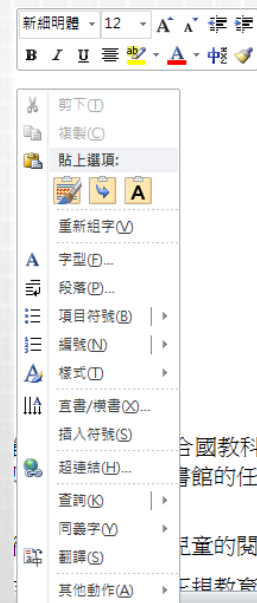 新細明體 12 A A
B I U ab A 中
剪下(T)
複製(C)
貼上選項:
A
重新組字(V)
A 字型(F)...
段落(P)...
項目符號(B)
編號(N)
樣式(T)
直書/橫書(X)...
插入符號(S)
合國教科
超連結(H)...
書館的任
查詢(K)
同義字(Y)
翻譯(S)
兒童的閱
其他動作(A)
正規教育